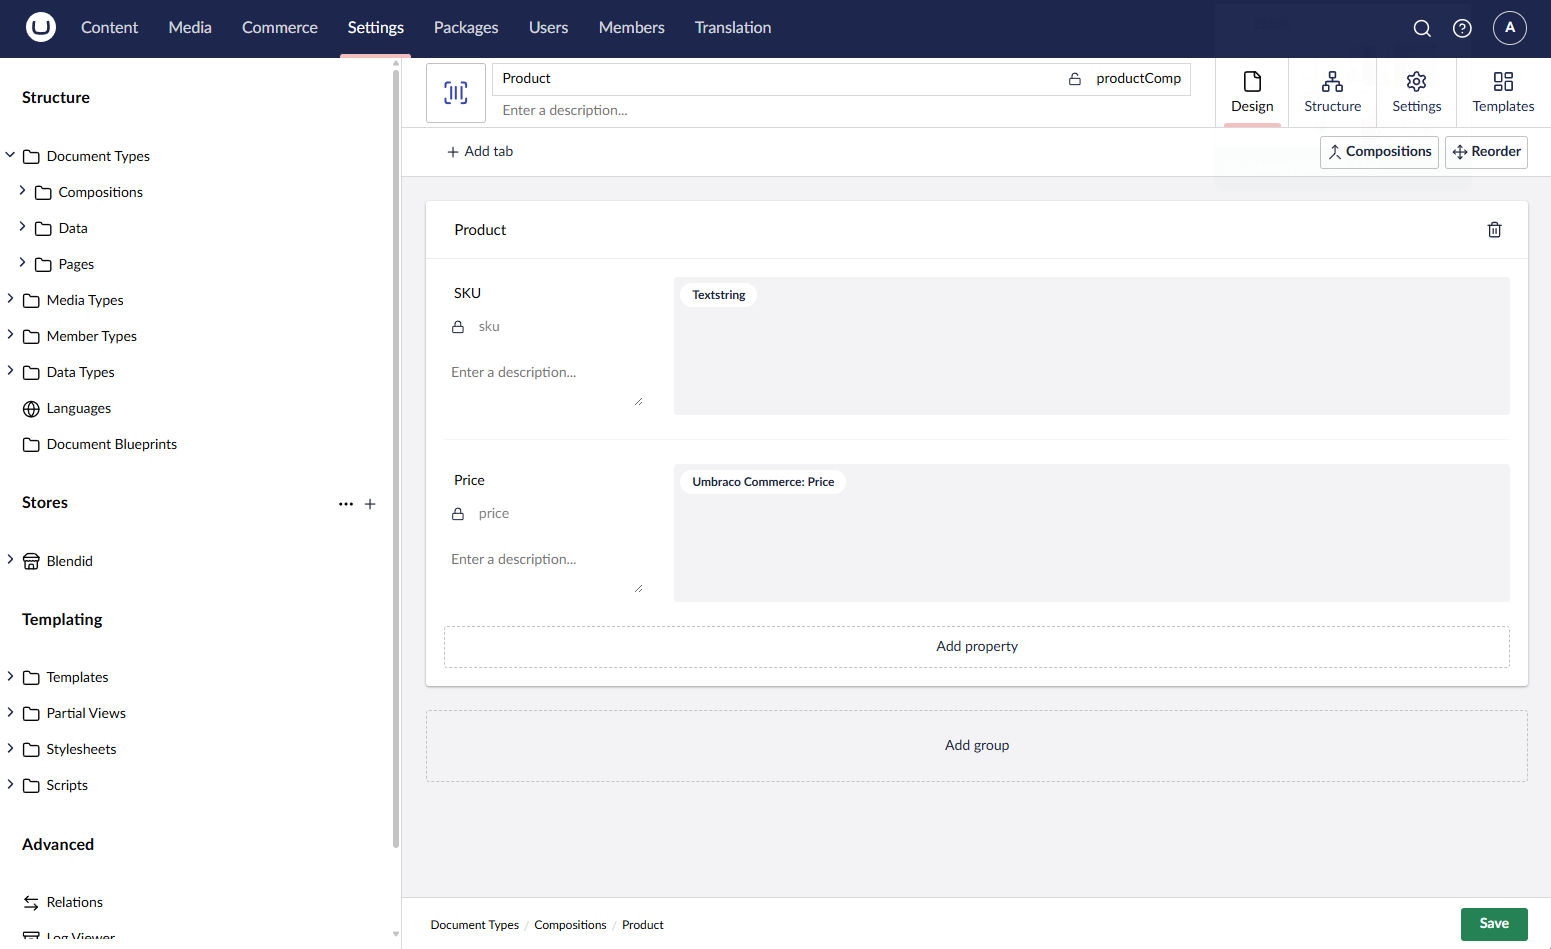 Content Media Commerce Settings Packages Users Members Translation A
Structure
Document Types
Compositions
Data
Pages
Media Types
Member Types
Data Types
Languages
Document Blueprints
Stores
Blendid
Templating
Templates
Partial Views
Stylesheets
Scripts
Advanced
Relations
Log Viewer
Product productComp
Enter a description...
Design Structure Settings Templates
Add tab Compositions Reorder
Product
SKU
sku
Enter a description...
Textstring
Price
price
Enter a description...
Umbraco Commerce: Price
Add property
Add group
Document Types / Compositions / Product
Save